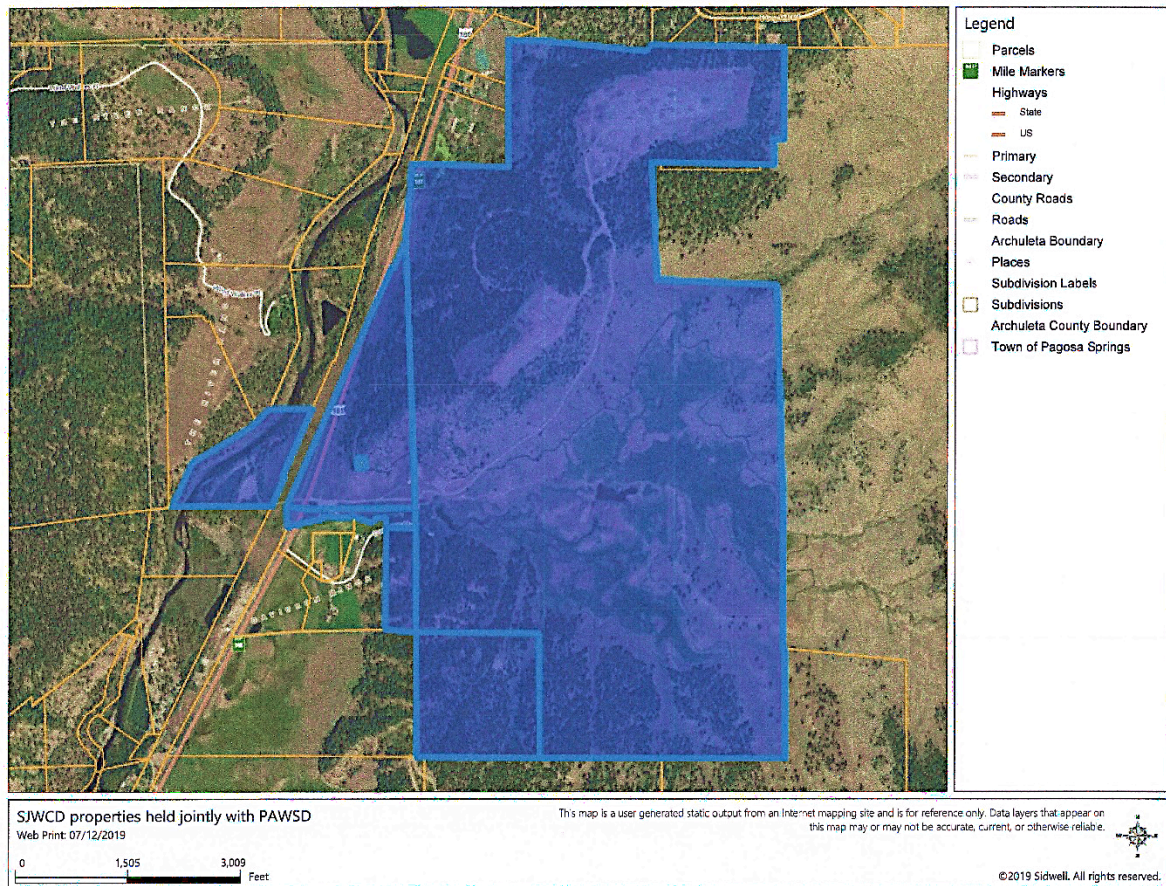 Legend
Parcels
Mile Markers
Highways
State
US
Primary
Secondary
County Roads
Roads
Archuleta Boundary
Places
Subdivision Labels
Subdivisions
Archuleta County Boundary
Town of Pagosa Springs
SJWCD properties held jointly with PAWSD
Web Print: 07/12/2019
0 1,505 3,009
Feet
This map is a user generated static output from an Internet mapping site and is for reference only. Data layers that appear on
this map may or may not be accurate, current, or otherwise reliable.
©2019 Sidwell. All rights reserved.